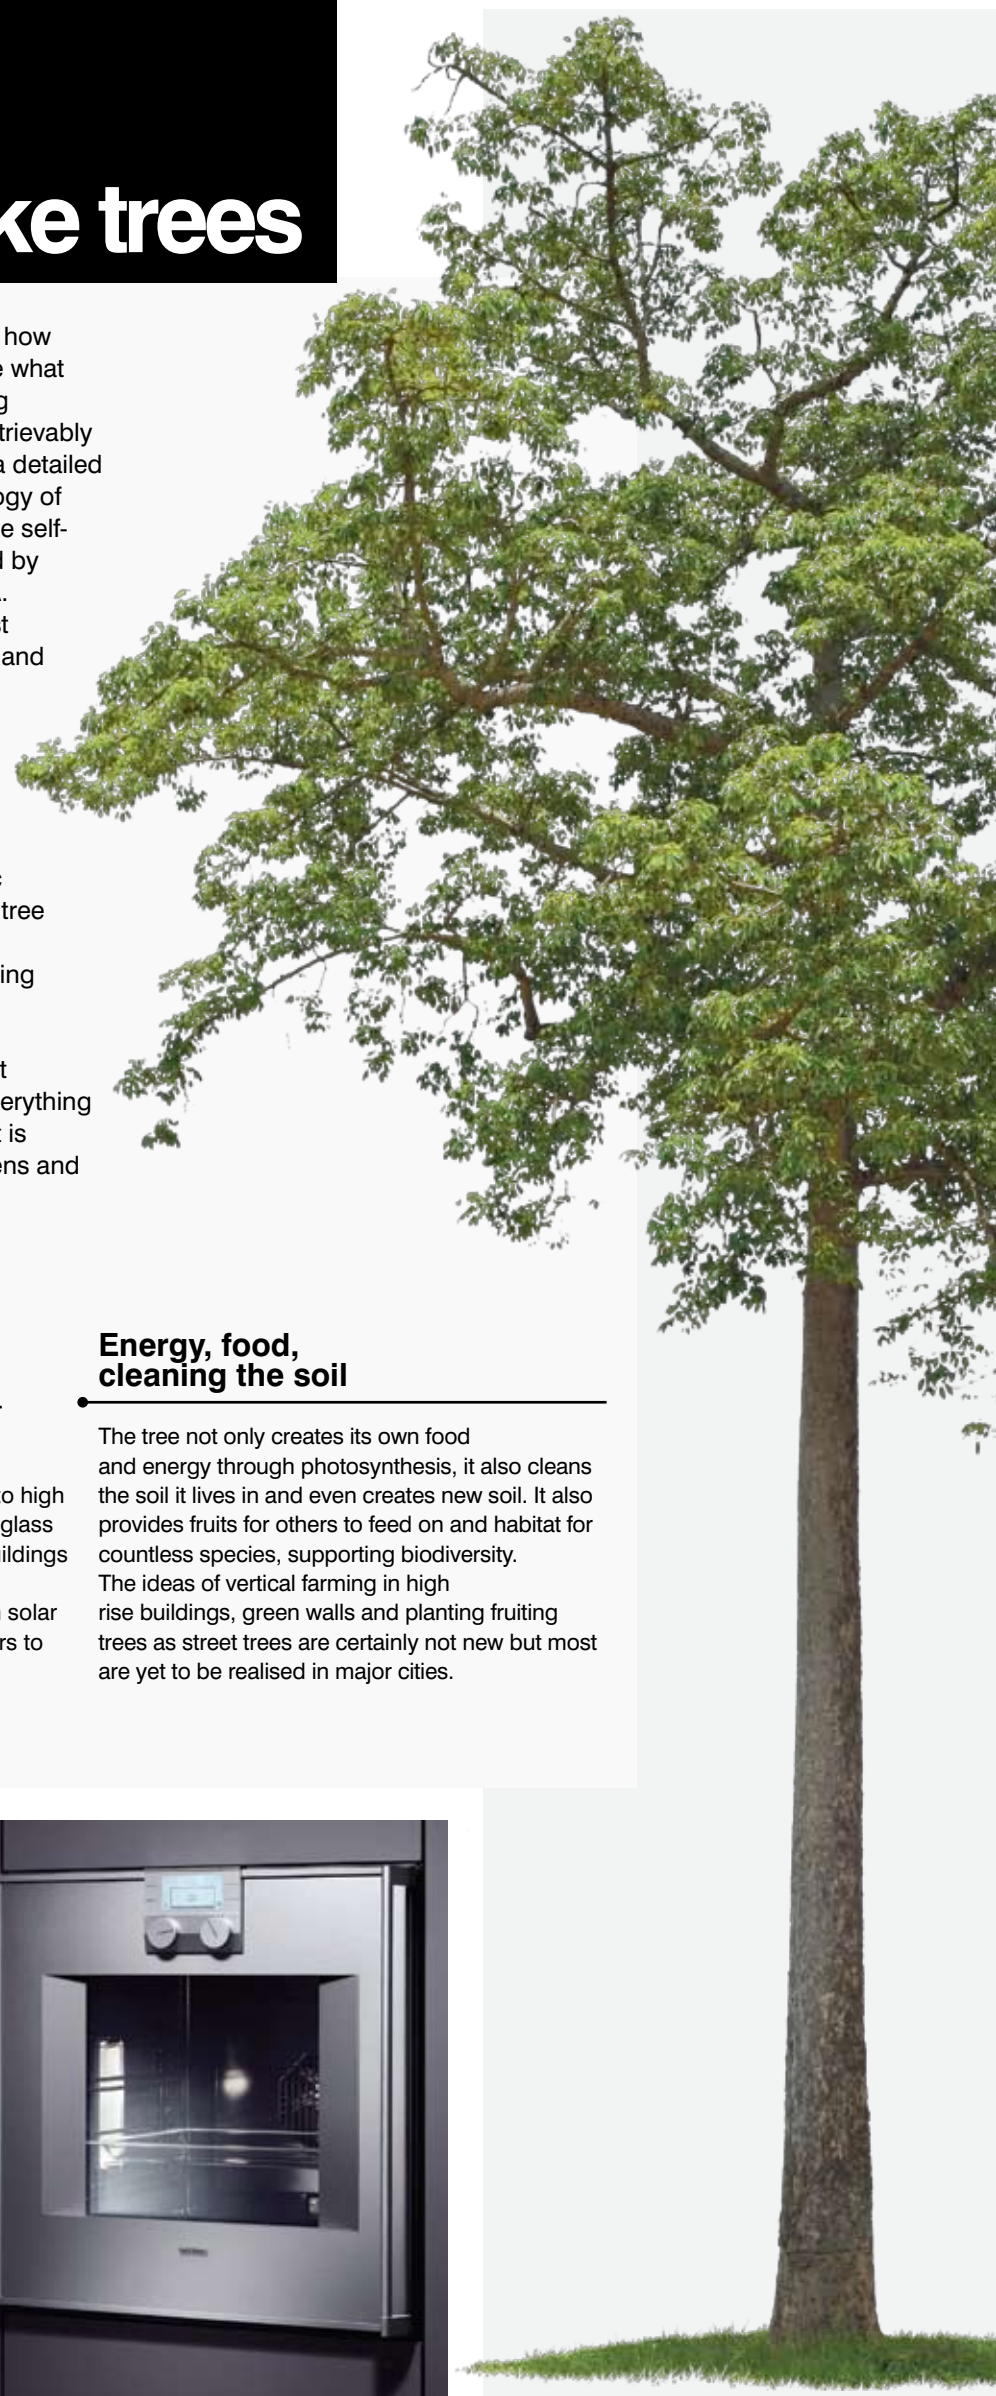 ke trees
how
what
trievably
a detailed
ogy of
e self-
d by
t
and
tree
ing
t
erything
t is
ens and
Energy, food,
cleaning the soil
The tree not only creates its own food
and energy through photosynthesis, it also cleans
the soil it lives in and even creates new soil. It also
provides fruits for others to feed on and habitat for
countless species, supporting biodiversity.
The ideas of vertical farming in high
rise buildings, green walls and planting fruiting
trees as street trees are certainly not new but most
are yet to be realised in major cities.
to high
glass
ildings
solar
rs to